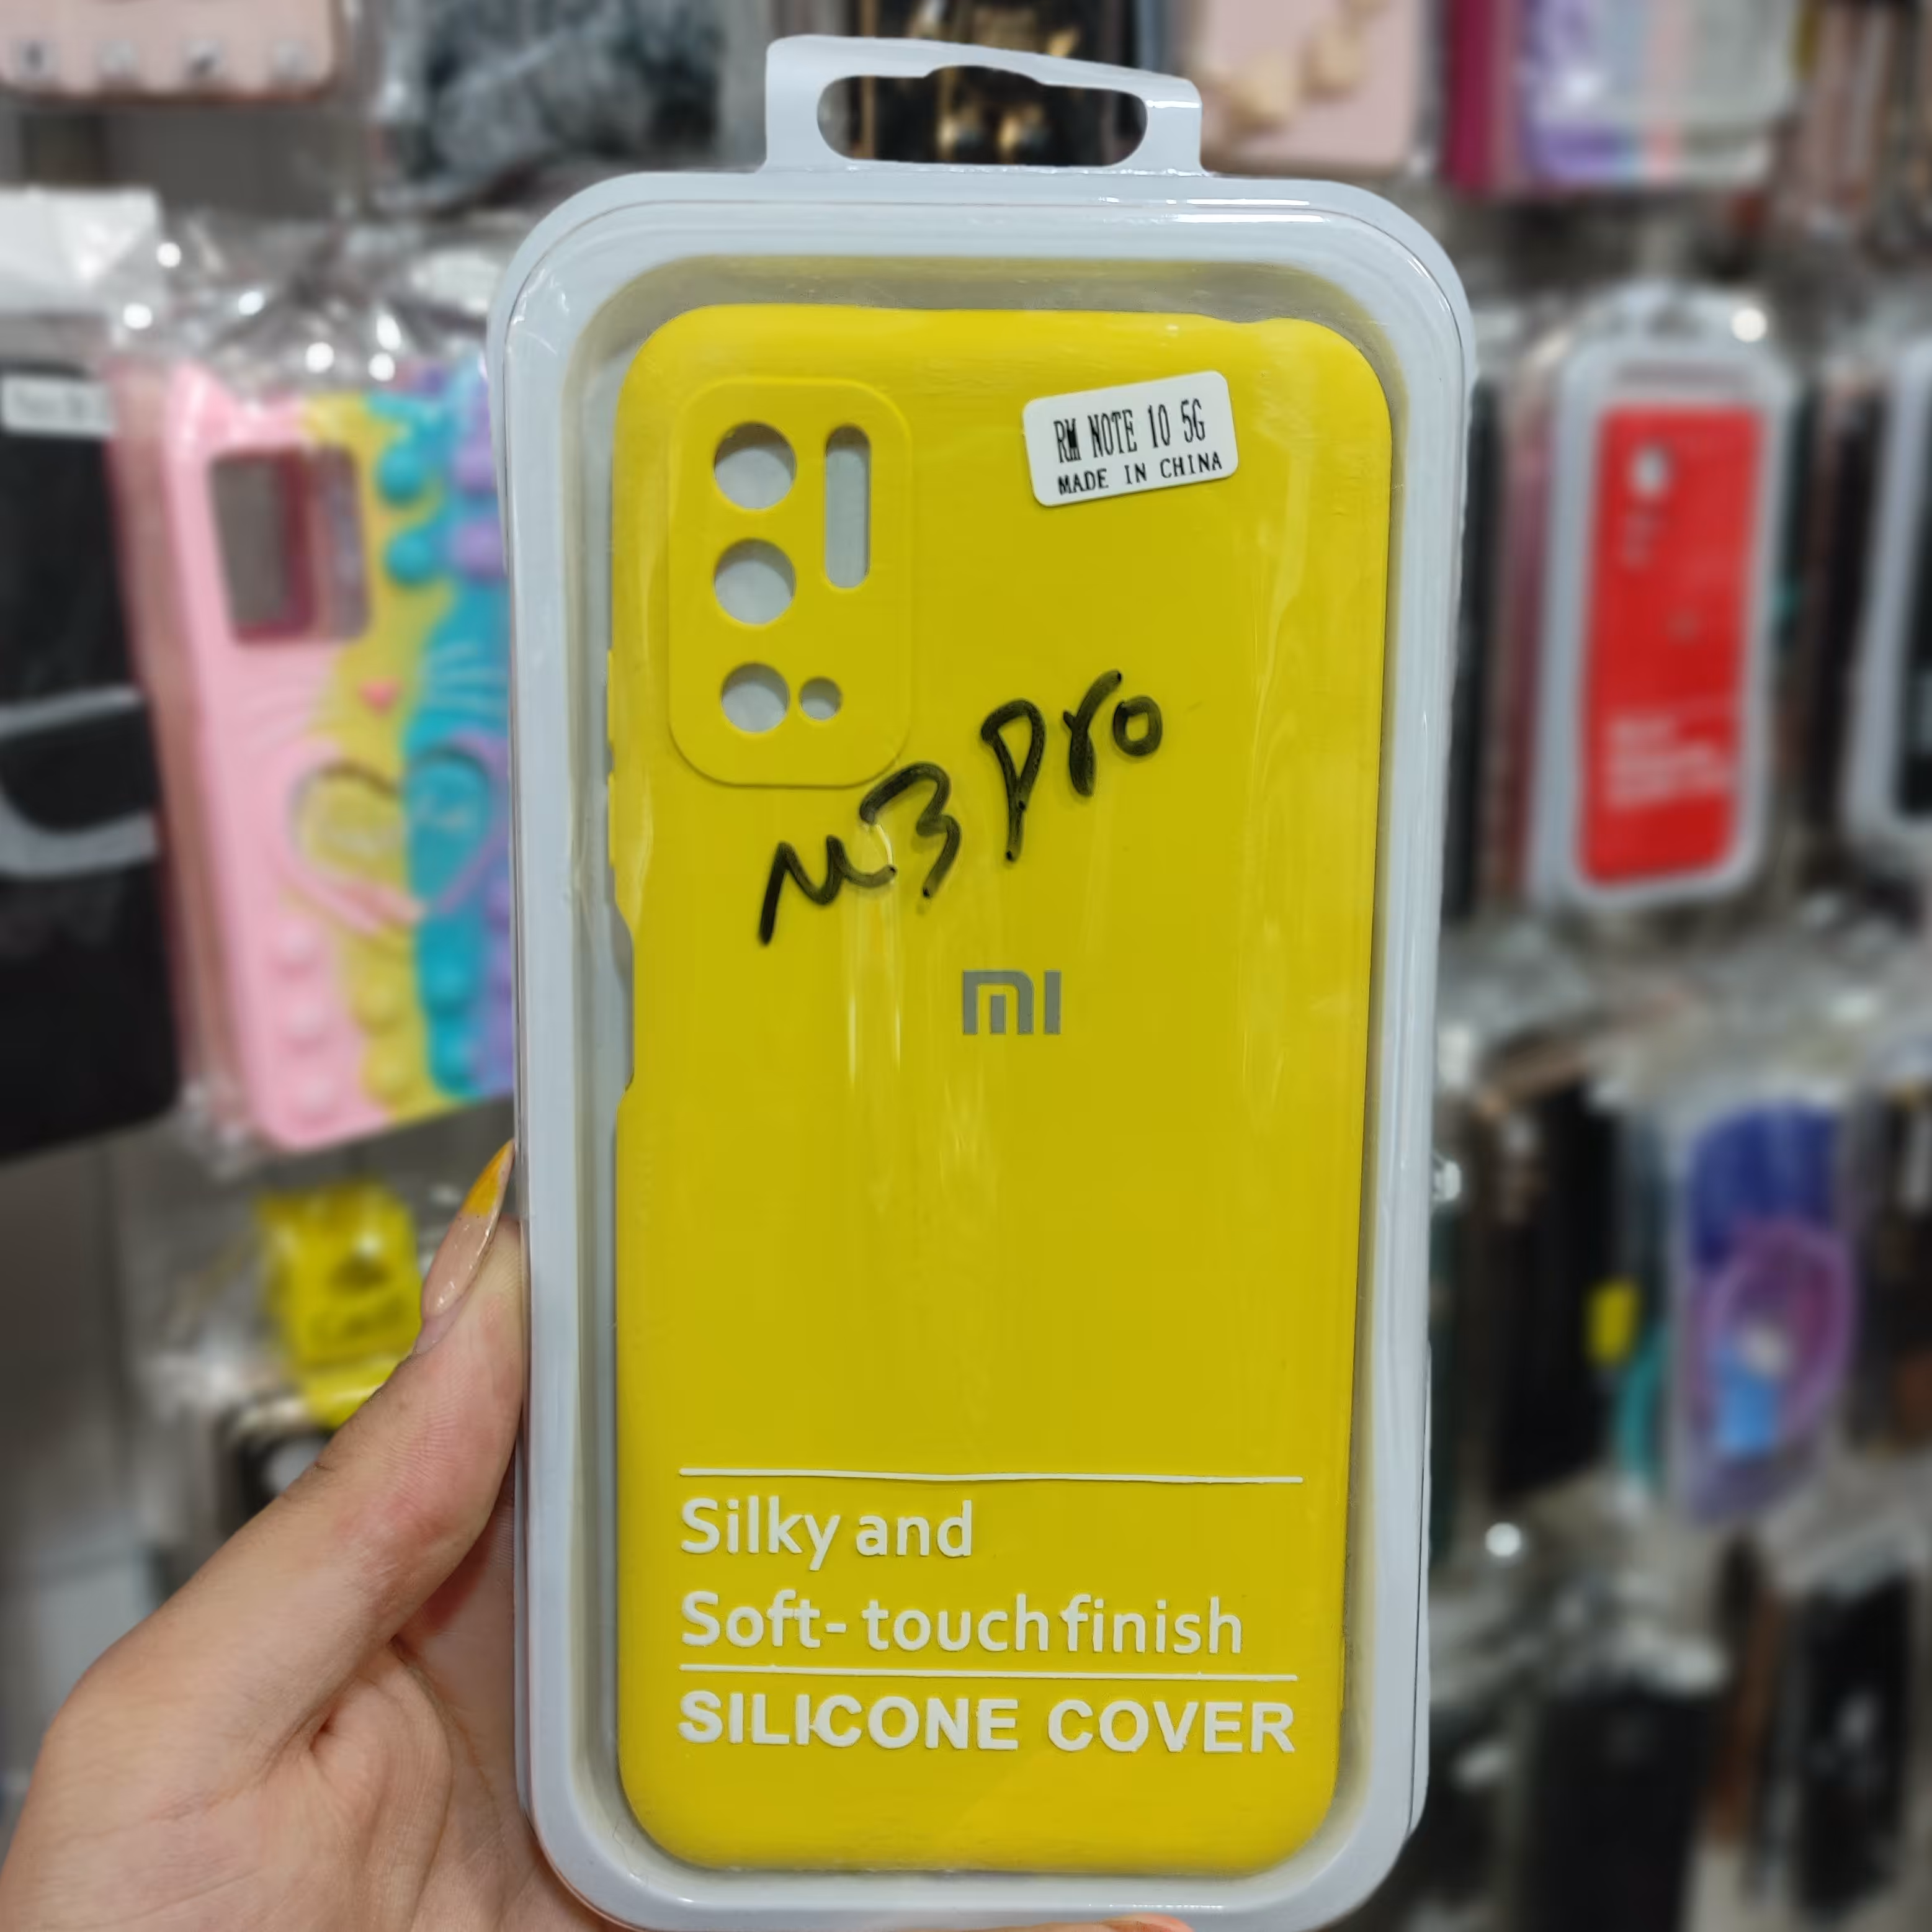 RM NOTE 10 5G
MADE IN CHINA
M3 Pro
mi
Silky and
Soft-touch finish
SILICONE COVER